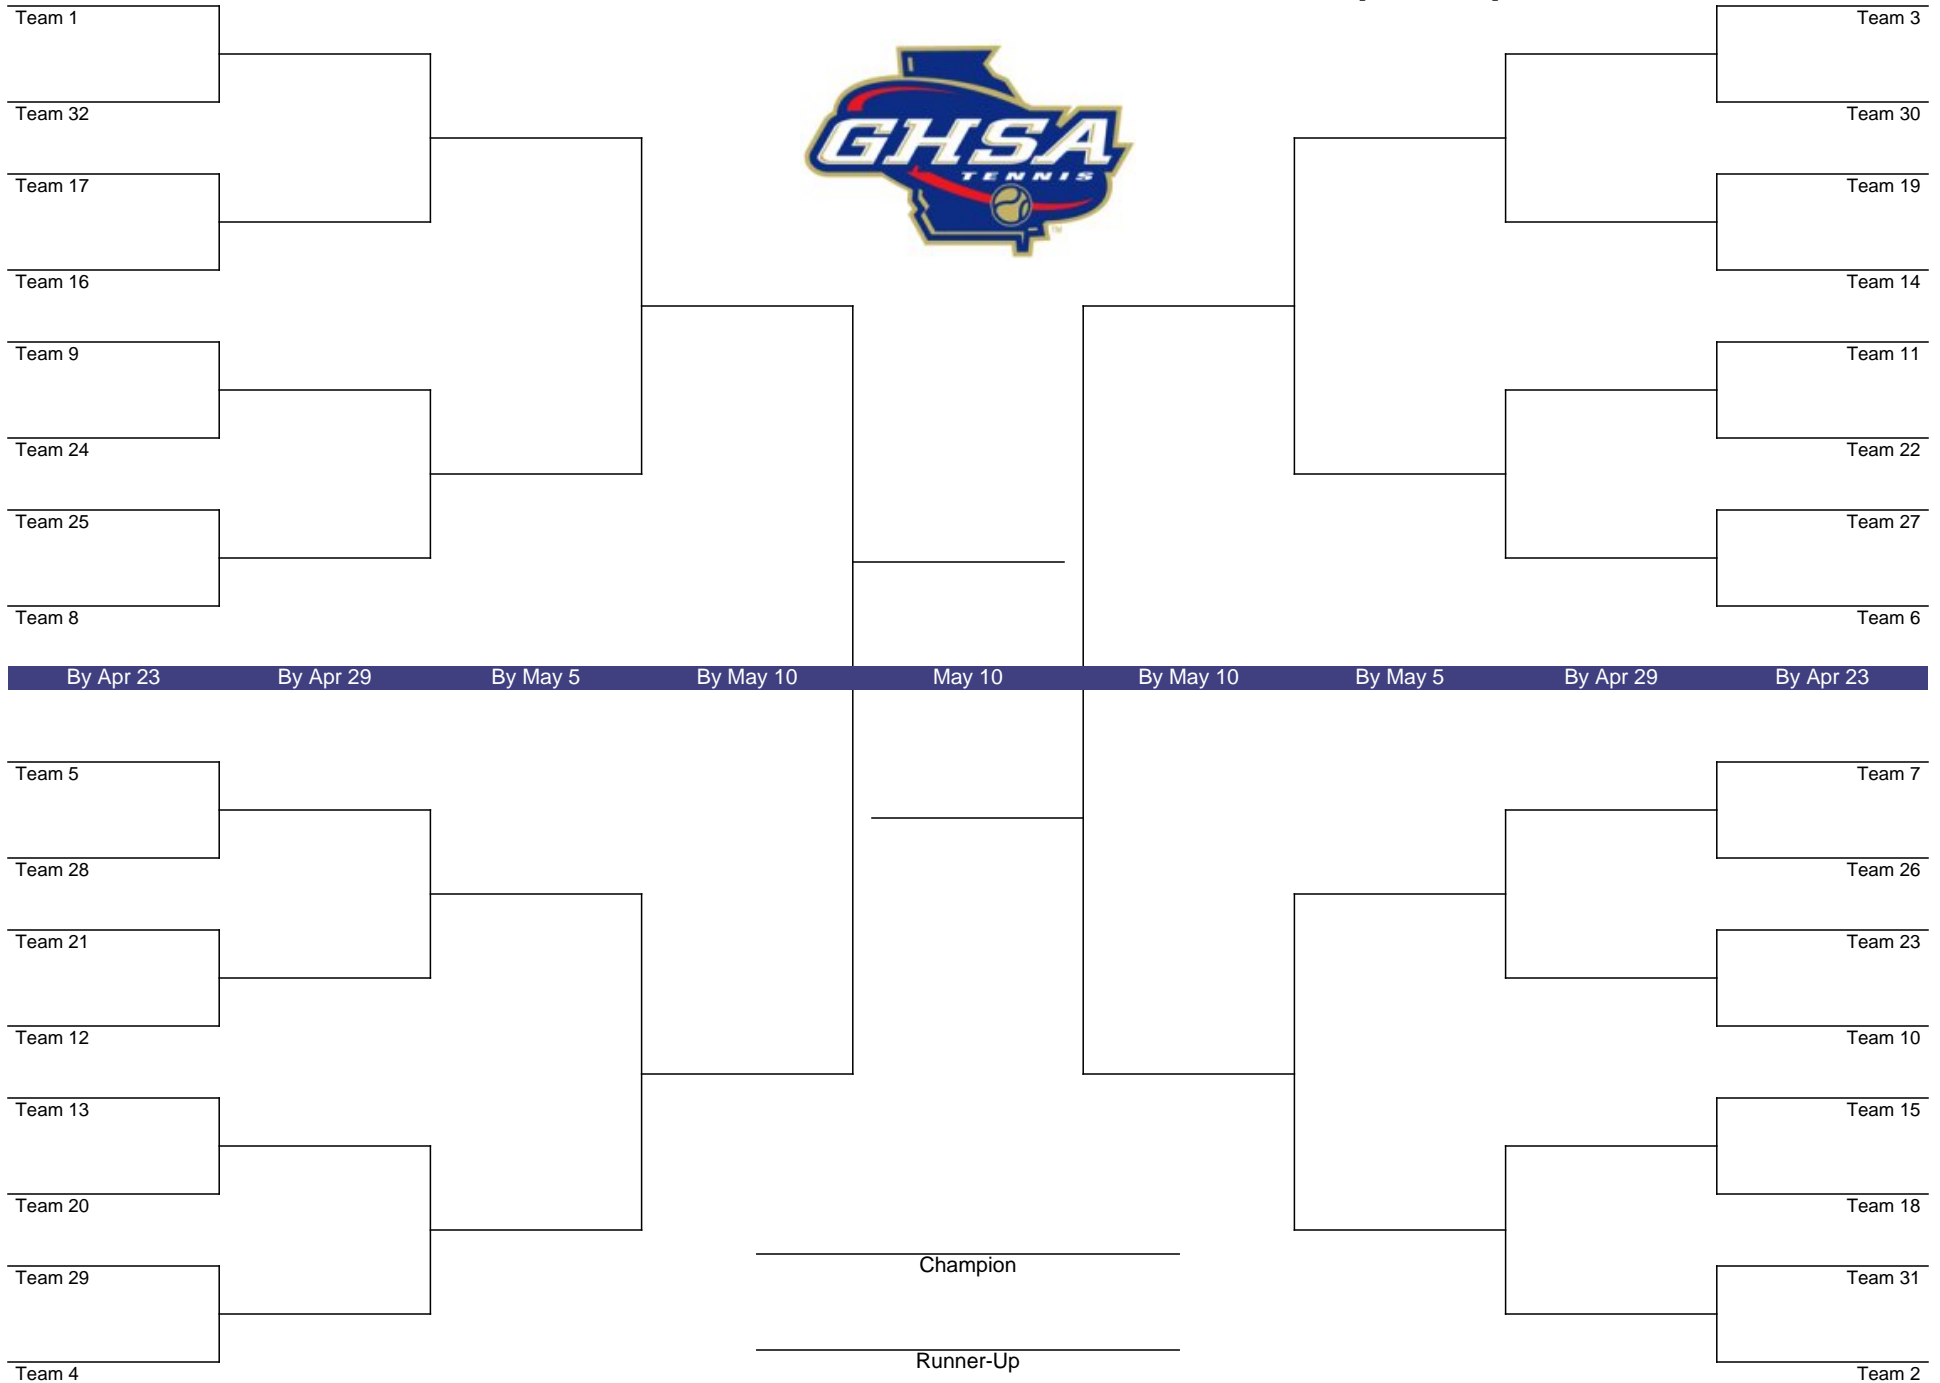 Team 1
Team 32
Team 17
Team 16
Team 9
Team 24
Team 25
Team 8
GHSA
TENNIS
TM
Team 3
Team 30
Team 19
Team 14
Team 11
Team 22
Team 27
Team 6
By Apr 23 By Apr 29 By May 5 By May 10 May 10 By May 10 By May 5 By Apr 29 By Apr 23
Team 5
Team 28
Team 21
Team 12
Team 13
Team 20
Team 29
Team 4
Champion
Runner-Up
Team 7
Team 26
Team 23
Team 10
Team 15
Team 18
Team 31
Team 2